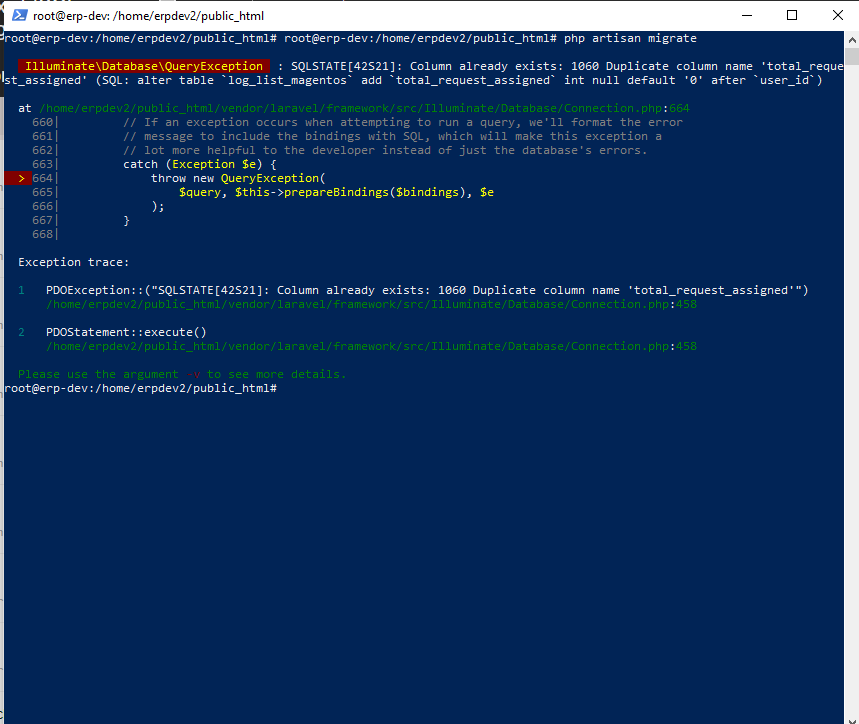 root@erp-dev: /home/erpdev2/public_html
root@erp-dev:/home/erpdev2/public_html# root@erp-dev:/home/erpdev2/public_html# php artisan migrate
Illuminate\Database\QueryException : SQLSTATE[42S21]: Column already exists: 1060 Duplicate column name 'total_reque
st_assigned' (SQL: alter table `log_list_magentos` add `total_request_assigned` int null default '0' after `user_id`)
at /home/erpdev2/public_html/vendor/laravel/framework/src/Illuminate/Database/Connection.php:664
660| // If an exception occurs when attempting to run a query, we'll format the error
661| // message to include the bindings with SQL, which will make this exception a
662| // lot more helpful to the developer instead of just the database's errors.
663| catch (Exception $e) {
> 664| throw new QueryException(
665| $query, $this->prepareBindings($bindings), $e
666| );
667| }
668|
Exception trace:
1 PDOException::("SQLSTATE[42S21]: Column already exists: 1060 Duplicate column name 'total_request_assigned'")
/home/erpdev2/public_html/vendor/laravel/framework/src/Illuminate/Database/Connection.php:458
2 PDOStatement::execute()
/home/erpdev2/public_html/vendor/laravel/framework/src/Illuminate/Database/Connection.php:458
Please use the argument -v to see more details.
root@erp-dev:/home/erpdev2/public_html#